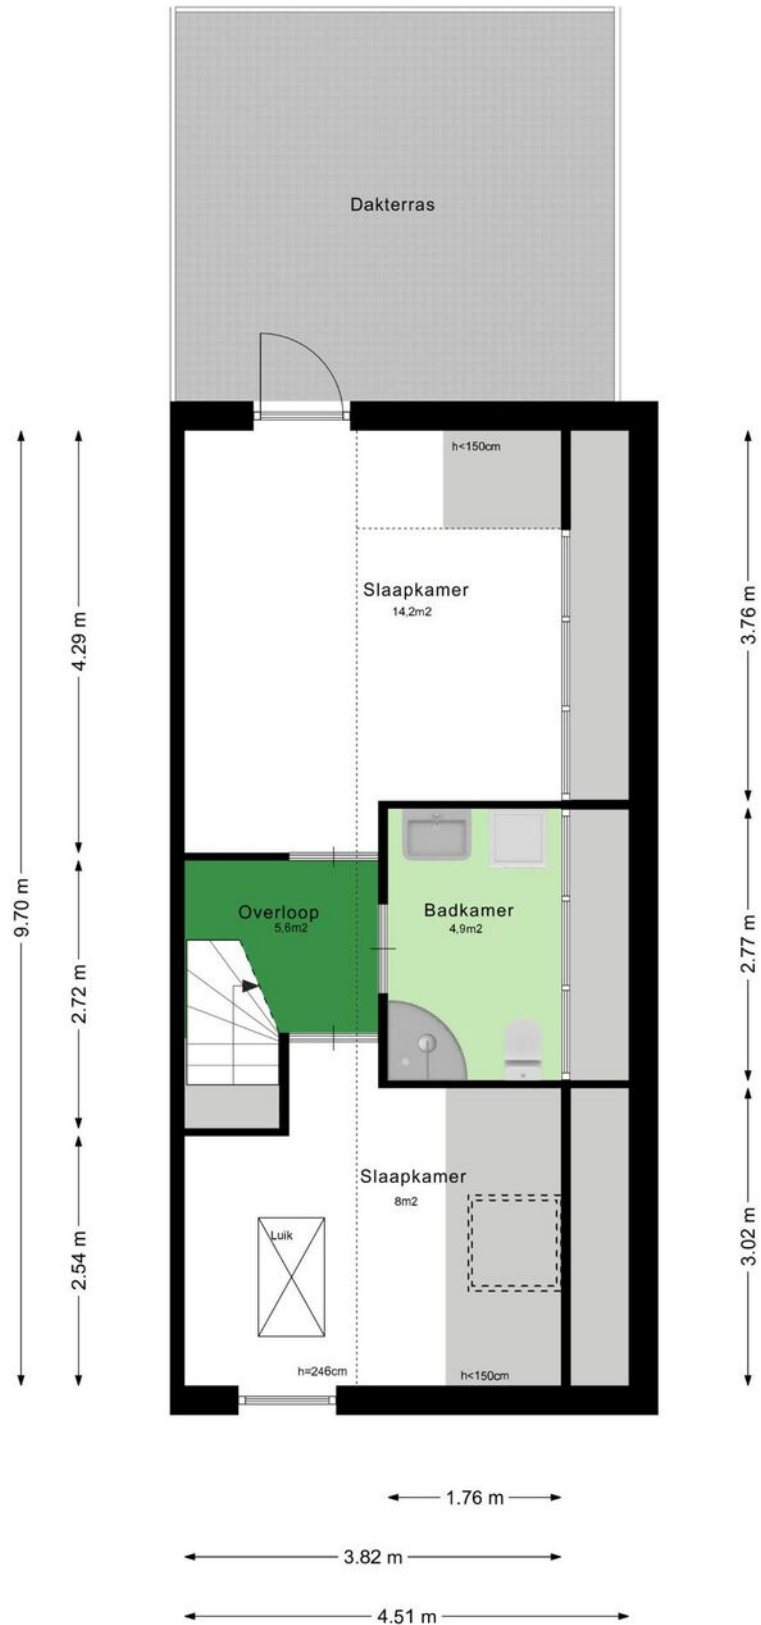 Dakterras
h<150cm
Slaapkamer
14,2m2
4.29 m
3.76 m
Overloop
5,6m2
Badkamer
4,9m2
9.70 m
2.72 m
2.77 m
Slaapkamer
8m2
Luik
2.54 m
3.02 m
h=246cm
h<150cm
1.76 m
3.82 m
4.51 m